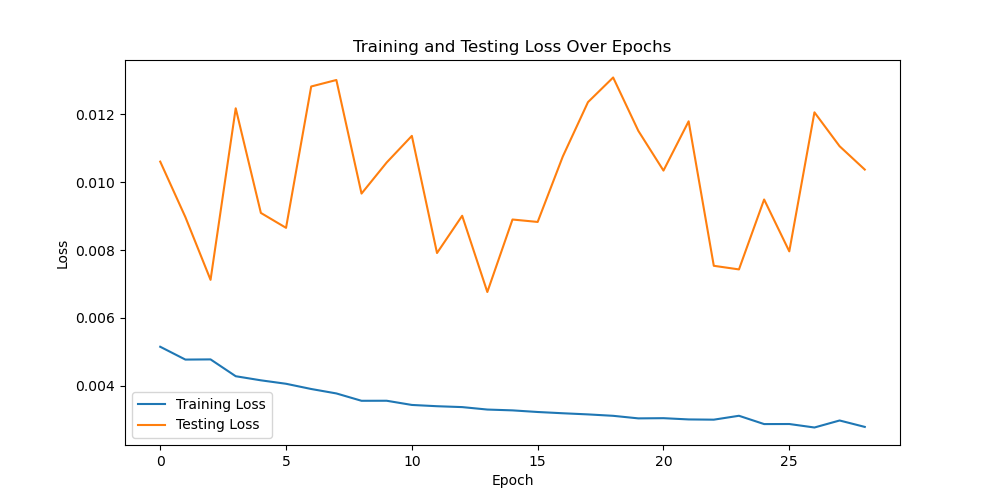 Training and Testing Loss Over Epochs
0.012
0.010
0.008
0.006
0.004
Loss
Training Loss
Testing Loss
0 5 10 15 20 25
Epoch